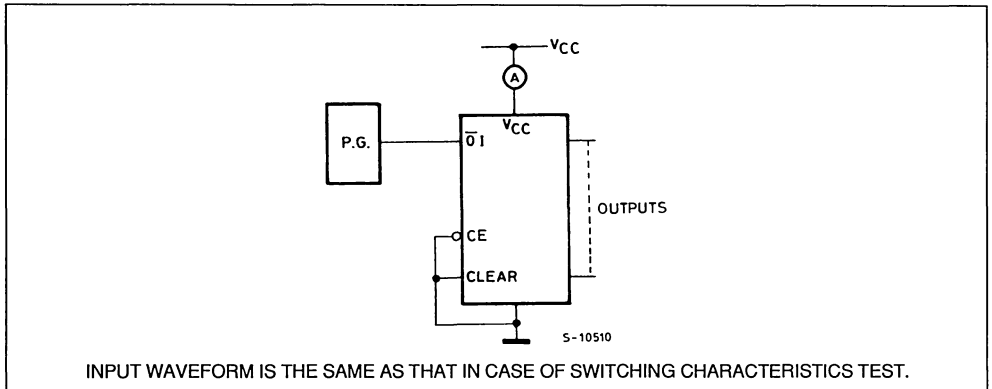 VCC
A
VCC
P.G.
O̅ I
OUTPUTS
CE
CLEAR
S-10510
INPUT WAVEFORM IS THE SAME AS THAT IN CASE OF SWITCHING CHARACTERISTICS TEST.